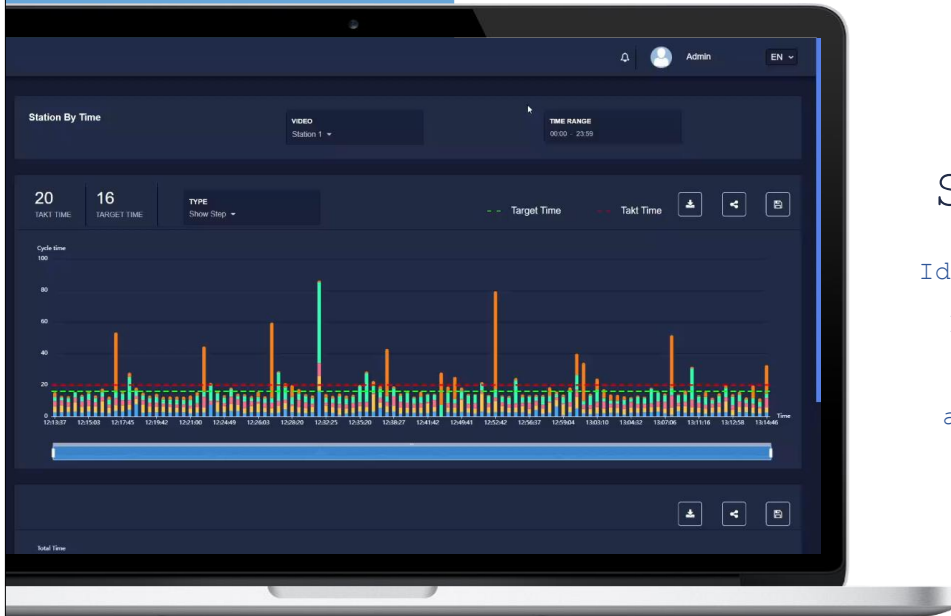 Admin
EN
Station By Time
VIDEO
Station 1
TIME RANGE
00:00 - 23:59
20
TAKT TIME
16
TARGET TIME
TYPE
Show Step
Target Time
Takt Time
Cycle time
100
80
60
40
20
0
Time
12:13:37 12:15:03 12:17:45 12:19:42 12:21:00 12:24:49 12:26:03 12:28:20 12:32:25 12:35:20 12:38:27 12:41:42 12:49:41 12:52:42 12:56:37 12:59:04 13:03:10 13:04:32 13:07:06 13:11:16 13:12:58 13:14:46
Total Time
S
Id
a